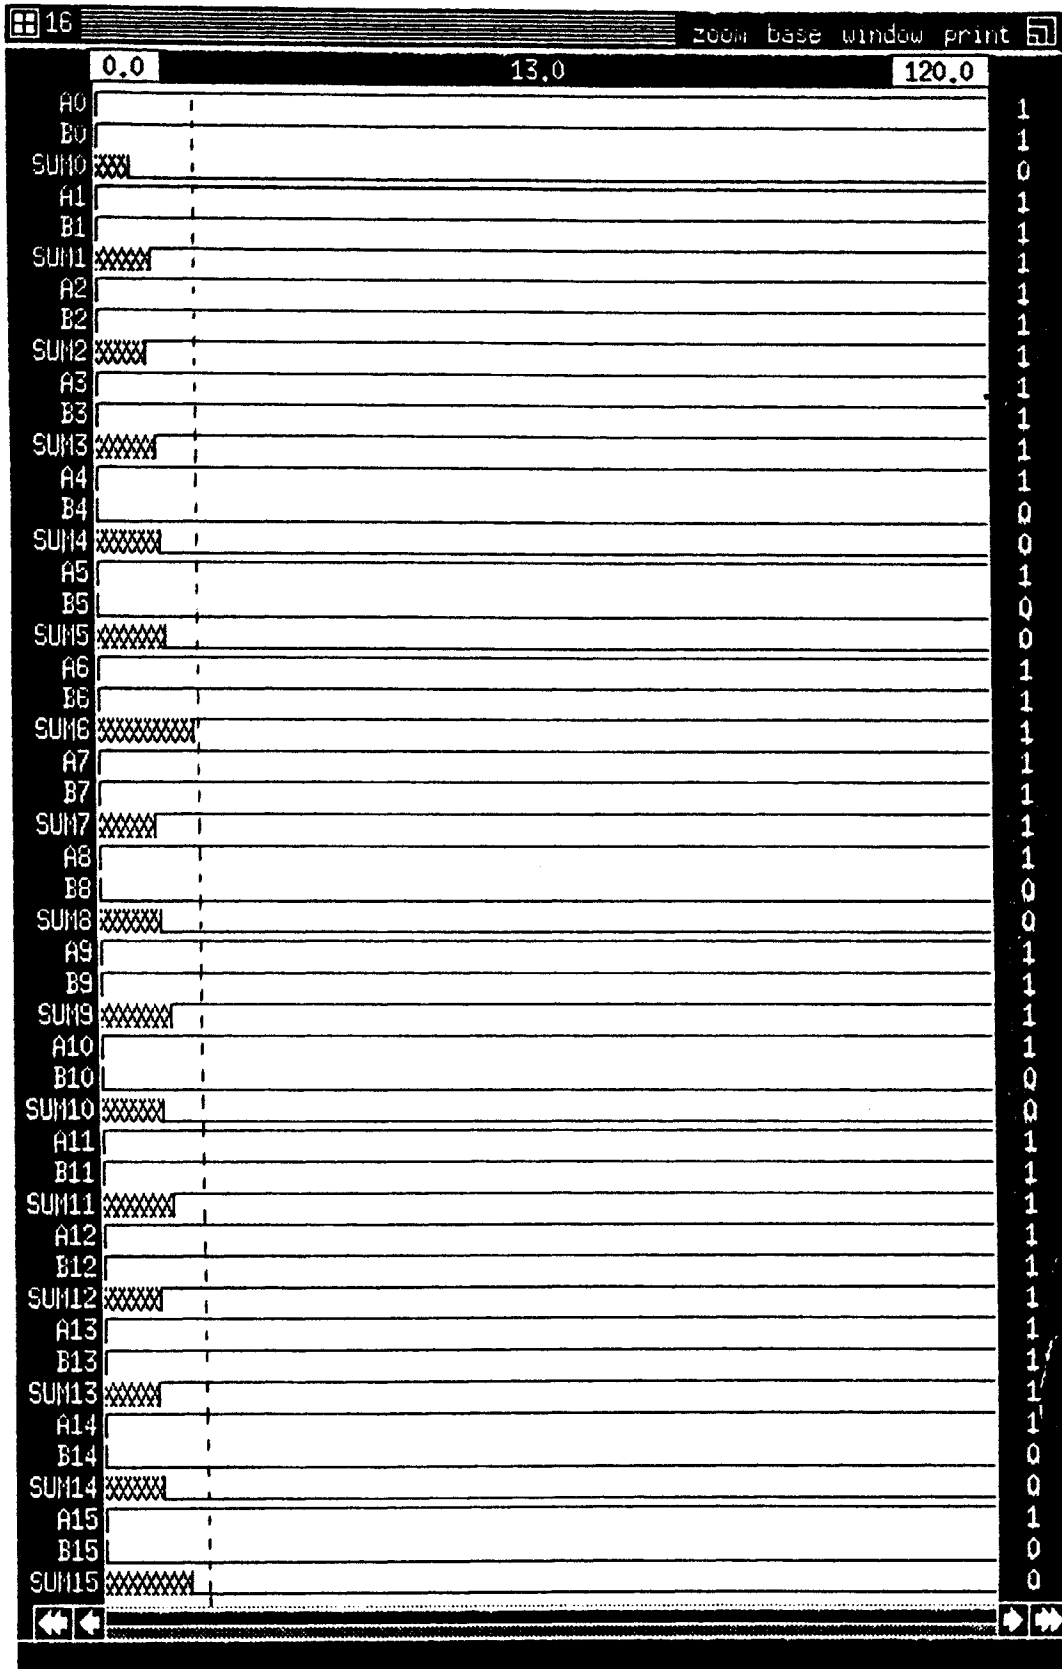 16 zoom base window print
0.0 13.0 120.0
A0 1
B0 1
SUM0 0
A1 1
B1 1
SUM1 1
A2 1
B2 1
SUM2 1
A3 1
B3 1
SUM3 1
A4 1
B4 0
SUM4 0
A5 1
B5 0
SUM5 0
A6 1
B6 1
SUM6 1
A7 1
B7 1
SUM7 1
A8 1
B8 0
SUM8 0
A9 1
B9 1
SUM9 1
A10 1
B10 0
SUM10 0
A11 1
B11 1
SUM11 1
A12 1
B12 1
SUM12 1
A13 1
B13 1
SUM13 1
A14 1
B14 0
SUM14 0
A15 1
B15 0
SUM15 0